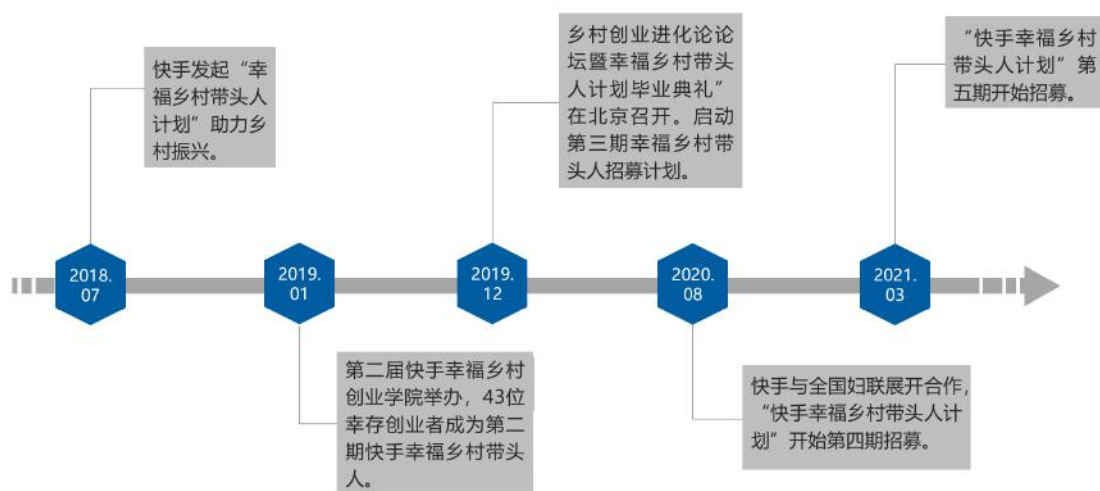 快手发起“幸
福乡村带头人
计划”助力乡
村振兴。
乡村创业进化论论
坛暨幸福乡村带头
人计划毕业典礼”
在北京召开。启动
第三期幸福乡村带
头人招募计划。
“快手幸福乡村
带头人计划”第
五期开始招募。
2018.
07
2019.
01
2019.
12
2020.
08
2021.
03
第二届快手幸福乡村
创业学院举办，43位
幸存创业者成为第二
期快手幸福乡村带头
人。
快手与全国妇联展开合作，
“快手幸福乡村带头人计
划”开始第四期招募。